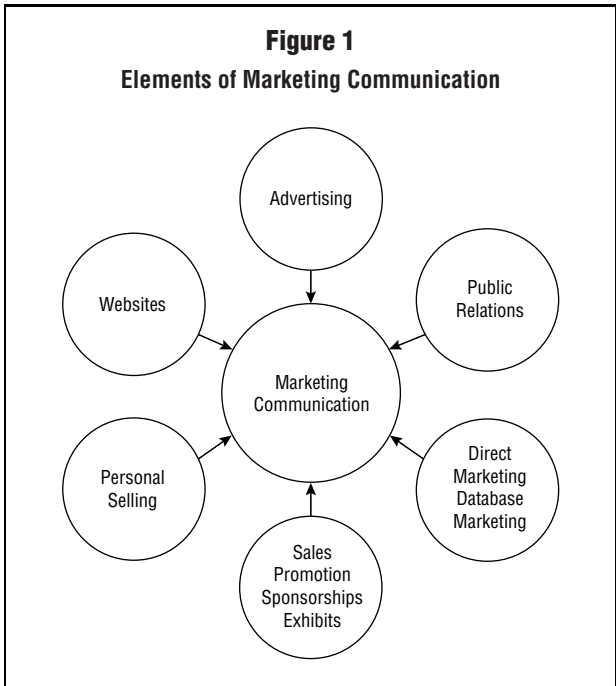 Figure 1
Elements of Marketing Communication
Advertising
Public
Relations
Direct
Marketing
Database
Marketing
Sales
Promotion
Sponsorships
Exhibits
Personal
Selling
Websites
Marketing
Communication